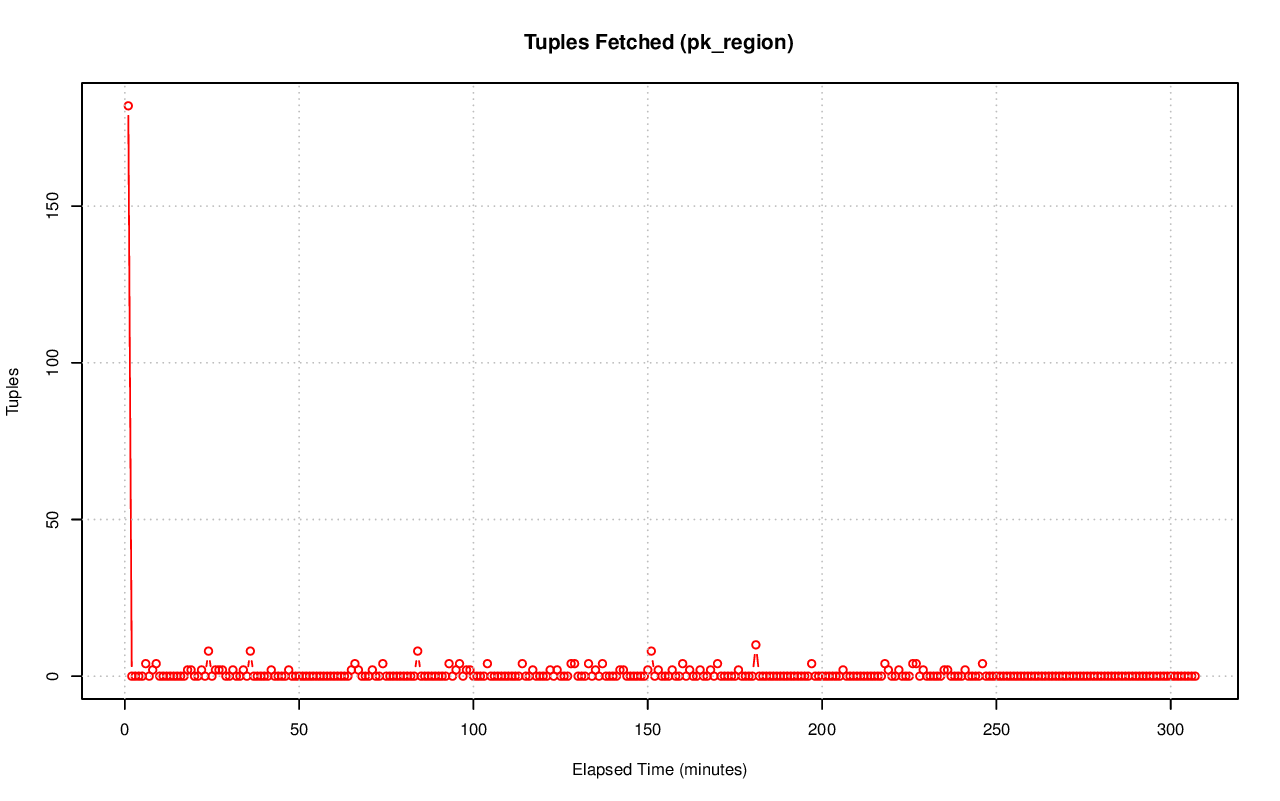 Tuples Fetched (pk_region)
Tuples
150
100
50
0
0 50 100 150 200 250 300
Elapsed Time (minutes)